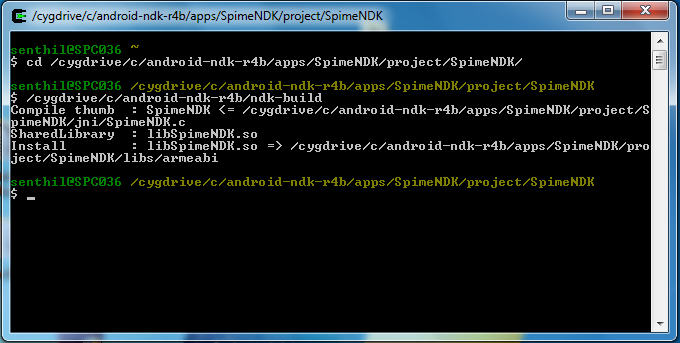 /cygdrive/c/android-ndk-r4b/apps/SpimeNDK/project/SpimeNDK
senthil@SPC036 ~
$ cd /cygdrive/c/android-ndk-r4b/apps/SpimeNDK/project/SpimeNDK/
senthil@SPC036 /cygdrive/c/android-ndk-r4b/apps/SpimeNDK/project/SpimeNDK
$ /cygdrive/c/android-ndk-r4b/ndk-build
Compile thumb  : SpimeNDK <= /cygdrive/c/android-ndk-r4b/apps/SpimeNDK/project/S
pimeNDK/jni/SpimeNDK.c
SharedLibrary  : libSpimeNDK.so
Install        : libSpimeNDK.so => /cygdrive/c/android-ndk-r4b/apps/SpimeNDK/pro
ject/SpimeNDK/libs/armeabi
senthil@SPC036 /cygdrive/c/android-ndk-r4b/apps/SpimeNDK/project/SpimeNDK
$